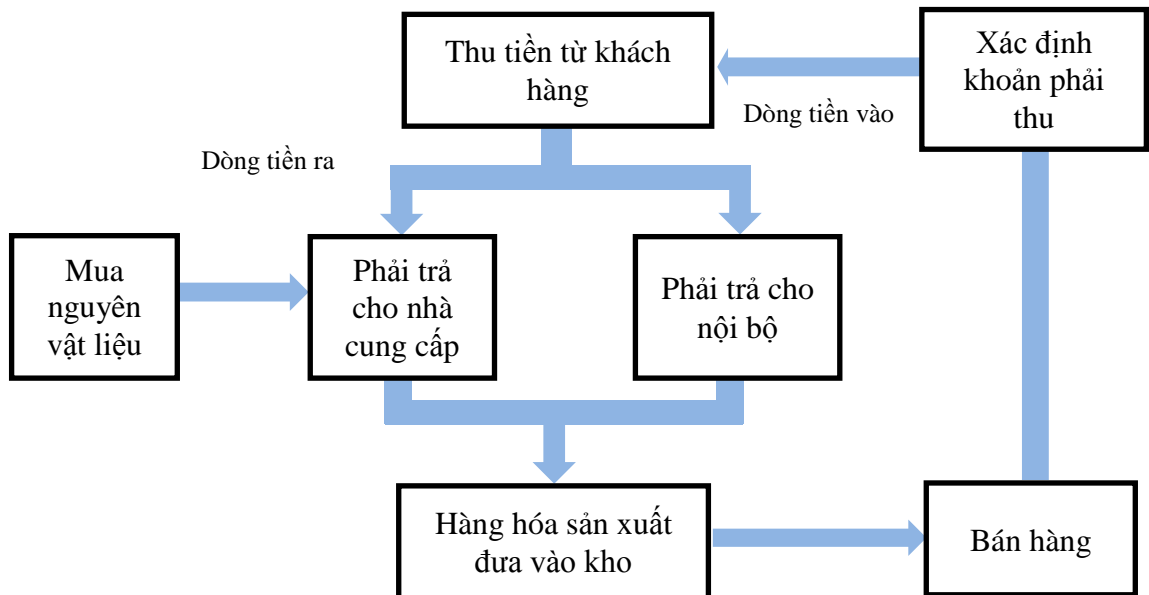 Thu tiền từ khách
hàng
Xác định
khoản phải
thu
Dòng tiền vào
Dòng tiền ra
Mua
nguyên
vật liệu
Phải trả
cho nhà
cung cấp
Phải trả cho
nội bộ
Hàng hóa sản xuất
đưa vào kho
Bán hàng